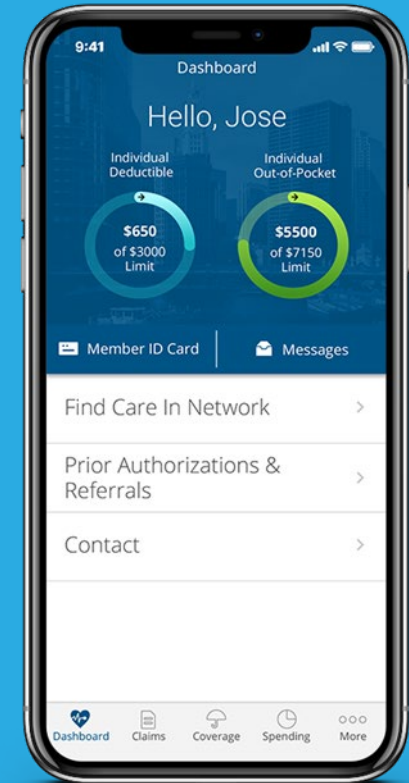 9:41
Dashboard
Hello, Jose
Individual
Deductible
$650
of $3000
Limit
Individual
Out-of-Pocket
$5500
of $7150
Limit
Member ID Card
Messages
Find Care In Network
Prior Authorizations &
Referrals
Contact
Dashboard
Claims
Coverage
Spending
More